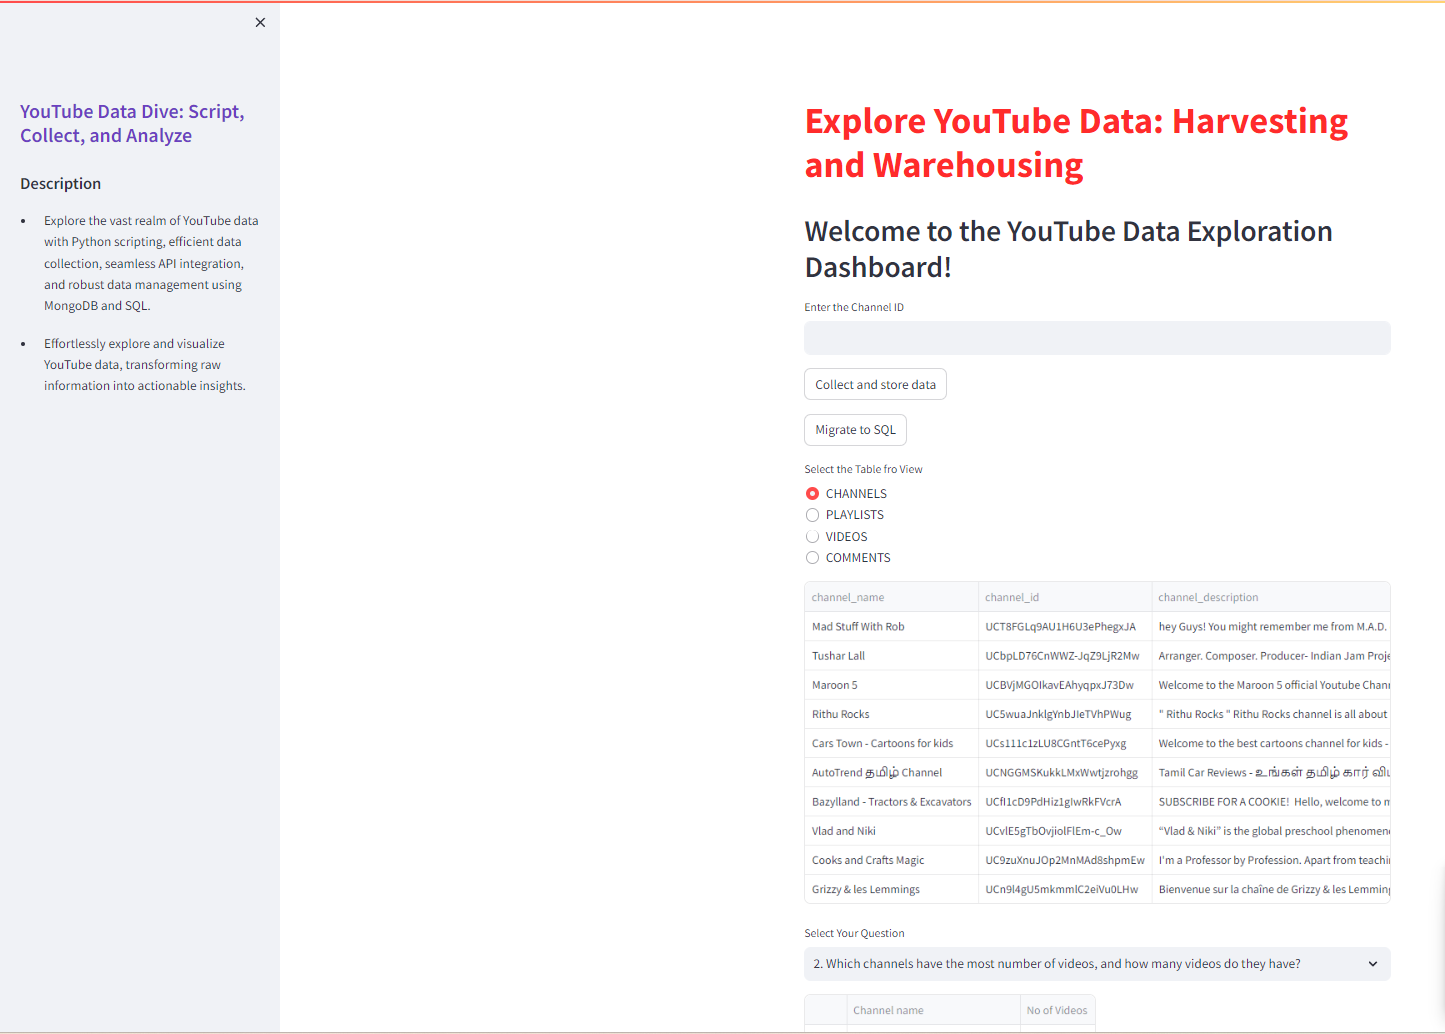 YouTube Data Dive: Script,
Collect, and Analyze
Description
Explore the vast realm of YouTube data
with Python scripting, efficient data
collection, seamless API integration,
and robust data management using
MongoDB and SQL.
Effortlessly explore and visualize
YouTube data, transforming raw
information into actionable insights.
Explore YouTube Data: Harvesting
and Warehousing
Welcome to the YouTube Data Exploration
Dashboard!
Enter the Channel ID
Collect and store data
Migrate to SQL
Select the Table fro View
CHANNELS
PLAYLISTS
VIDEOS
COMMENTS
channel_name channel_id channel_description
Mad Stuff With Rob UCT8FGLq9AU1H6U3ePhegxJA hey Guys! You might remember me from M.A.D.
Tushar Lall UCbpLD76CnWWZ-JqZ9LjR2Mw Arranger. Composer. Producer- Indian Jam Proje
Maroon 5 UCBVjMGOIkavEAhyqpxJ73Dw Welcome to the Maroon 5 official Youtube Chan
Rithu Rocks UC5wuaJnklgYnbJIeTVhPWug " Rithu Rocks " Rithu Rocks channel is all about
Cars Town - Cartoons for kids UCs111c1zLU8CGntT6cePyxg Welcome to the best cartoons channel for kids -
AutoTrend தமிழ் Channel UCNGGMSKukkLMxWwtjzrohgg Tamil Car Reviews - உங்கள் தமிழ் கார் வி
Bazylland - Tractors & Excavators UCfI1cD9PdHiz1gIwRkFVcrA SUBSCRIBE FOR A COOKIE! Hello, welcome to m
Vlad and Niki UCvlE5gTbOvjiolFlEm-c_Ow “Vlad & Niki” is the global preschool phenomen
Cooks and Crafts Magic UC9zuXnuJOp2MnMAd8shpmEw I'm a Professor by Profession. Apart from teachi
Grizzy & les Lemmings UCn9l4gU5mkmmlC2eiVu0LHw Bienvenue sur la chaîne de Grizzy & les Lemming
Select Your Question
2. Which channels have the most number of videos, and how many videos do they have?
Channel name No of Videos